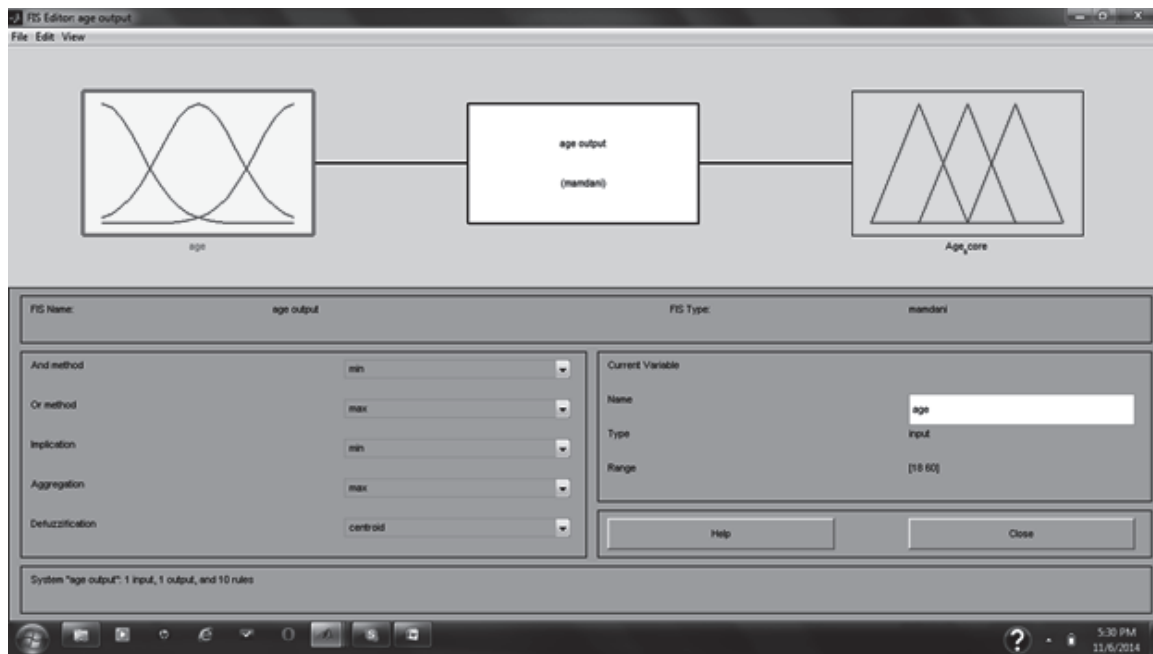 FIS Editor: age output
File Edit View
age output
(mamdani)
age
Age_score
FIS Name: age output FIS Type: mamdani
And method min
Or method max
Implication min
Aggregation max
Defuzzification centroid
Current Variable
Name age
Type input
Range [18 60]
Help Close
System "age output": 1 input, 1 output, and 10 rules
5:30 PM
11/6/2014